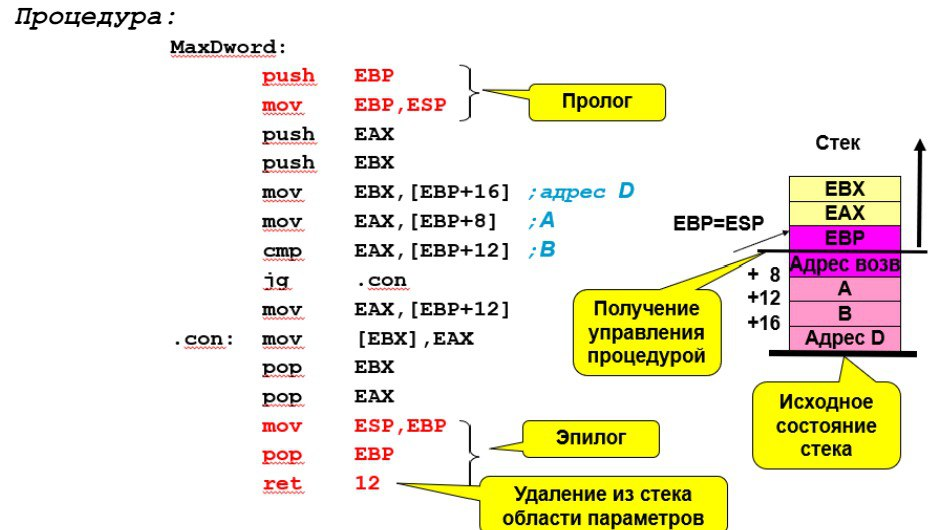 Процедура:
MaxDword:
push EBP
mov EBP,ESP
Пролог
push EAX
push EBX
mov EBX,[EBP+16] ;адрес D
mov EAX,[EBP+8] ;A
cmp EAX,[EBP+12] ;B
jg .con
mov EAX,[EBP+12]
.con: mov [EBX],EAX
pop EBX
pop EAX
mov ESP,EBP
pop EBP
ret 12
Эпилог
Удаление из стека
области параметров
Стек
EBX
EAX
EBP=ESP
EBP
Адрес возв
+ 8 A
+12 B
+16 Адрес D
Получение
управления
процедурой
Исходное
состояние
стека